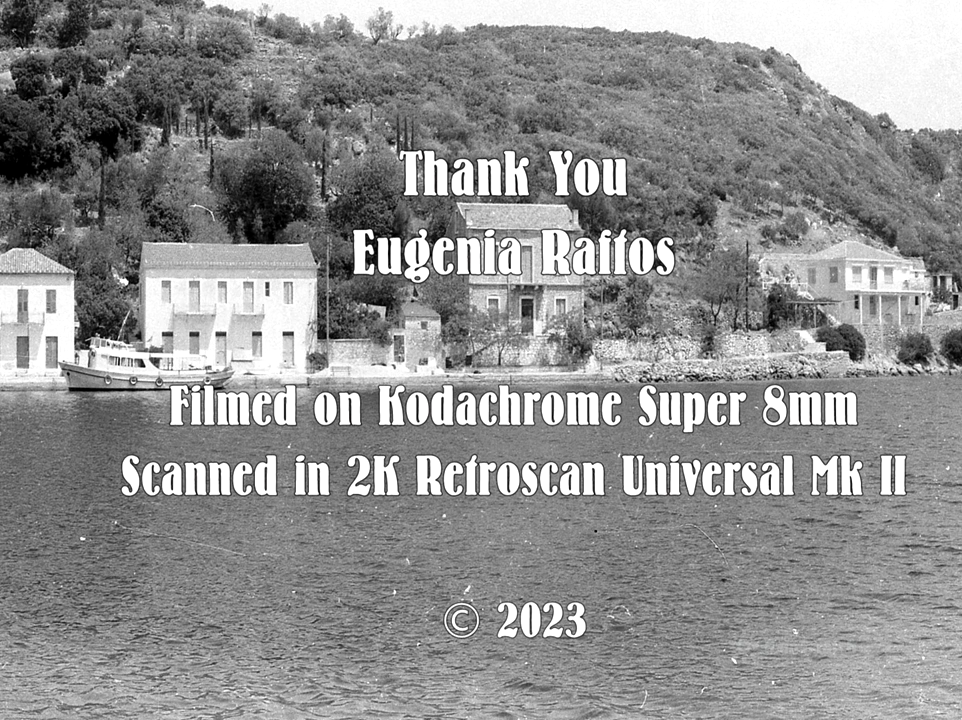 Thank You
Eugenia Raftos
Filmed on Kodachrome Super 8mm
Scanned in 2K Retroscan Universal Mk II
© 2023